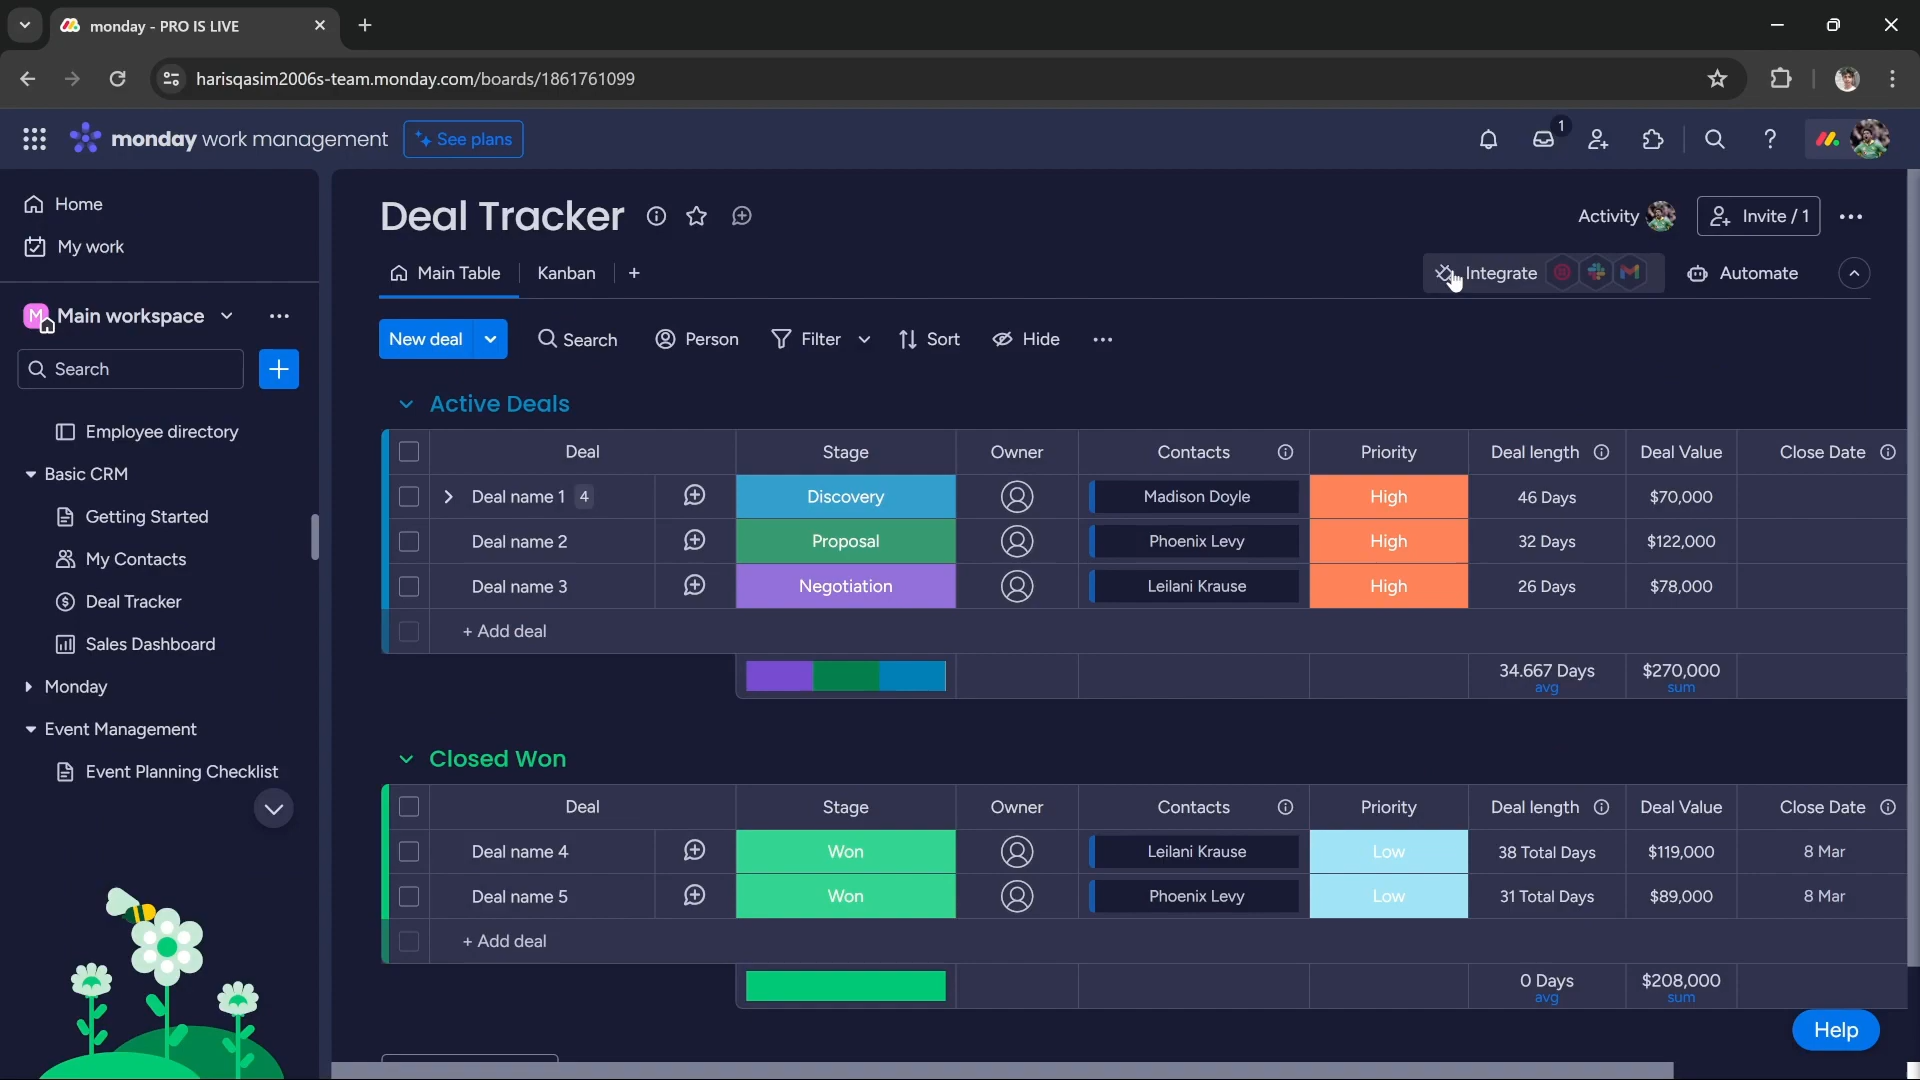 monday - PRO IS LIVE
harisqasim2006s-team.monday.com/boards/1861761099
monday work management
See plans
1
Home
My work
M Main workspace
Search
Employee directory
Basic CRM
Getting Started
My Contacts
Deal Tracker
Sales Dashboard
Monday
Event Management
Event Planning Checklist
Deal Tracker
Activity
Invite / 1
Main Table
Kanban
Integrate
Automate
New deal
Search
Person
Filter
Sort
Hide
Active Deals
Deal Stage Owner Contacts Priority Deal length Deal Value Close Date
Deal name 1 4 Discovery Madison Doyle High 46 Days $70,000
Deal name 2 Proposal Phoenix Levy High 32 Days $122,000
Deal name 3 Negotiation Leilani Krause High 26 Days $78,000
+ Add deal
34.667 Days $270,000
avg sum
Closed Won
Deal Stage Owner Contacts Priority Deal length Deal Value Close Date
Deal name 4 Won Leilani Krause Low 38 Total Days $119,000 8 Mar
Deal name 5 Won Phoenix Levy Low 31 Total Days $89,000 8 Mar
+ Add deal
0 Days $208,000
avg sum
Help